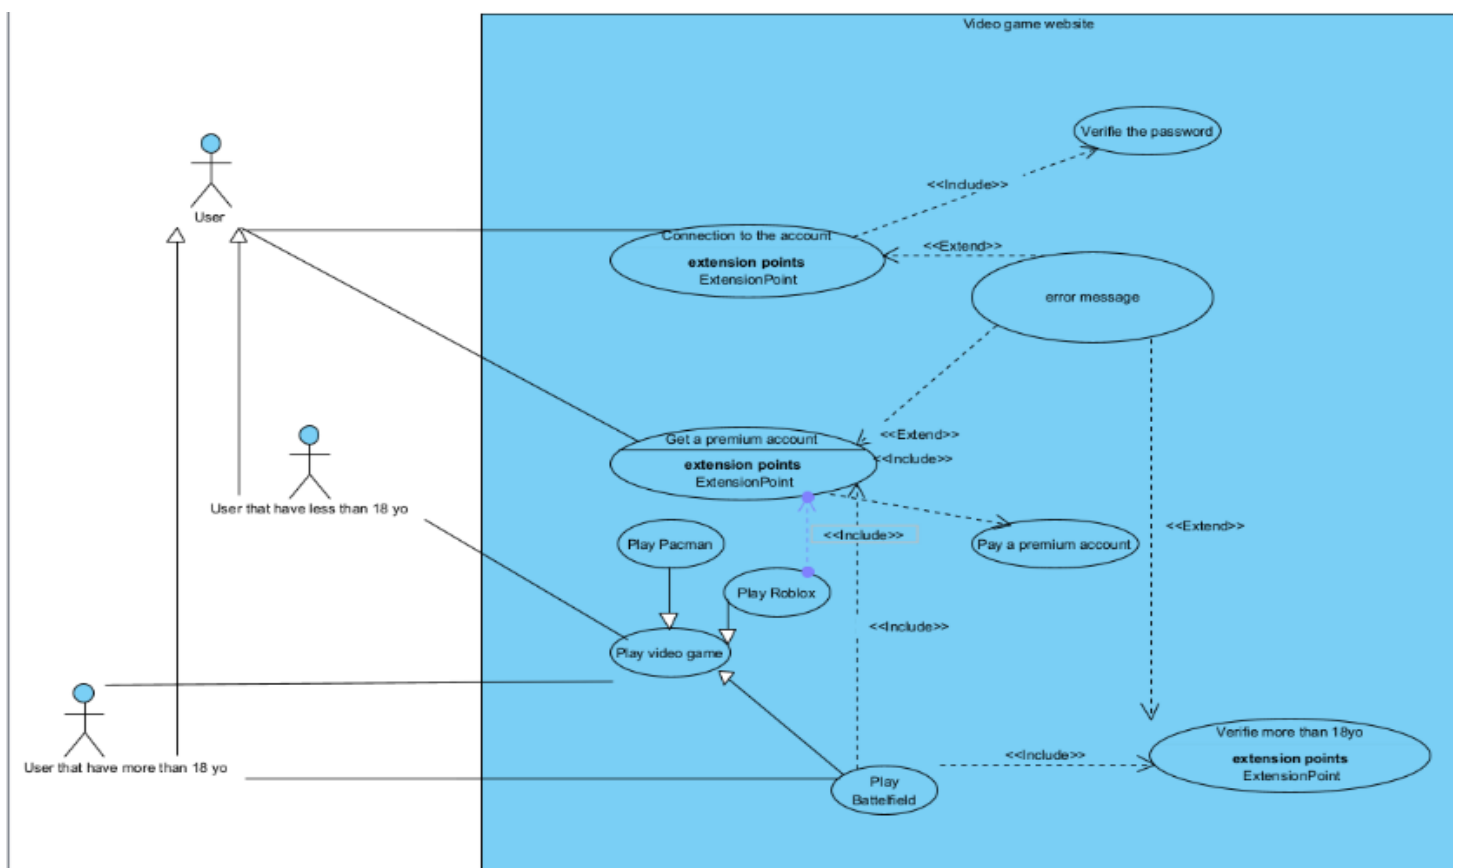 Video game website
Verifie the password
<<Include>>
User
Connection to the account
<<Extend>>
extension points
ExtensionPoint
error message
Get a premium account
<<Extend>>
<<Include>>
extension points
ExtensionPoint
User that have less than 18 yo
<<Extend>>
<<Include>>
Play Pacman
Pay a premium account
Play Roblox
<<Include>>
Play video game
Verifie more than 18yo
<<Include>>
extension points
ExtensionPoint
User that have more than 18 yo
Play
Battelfield